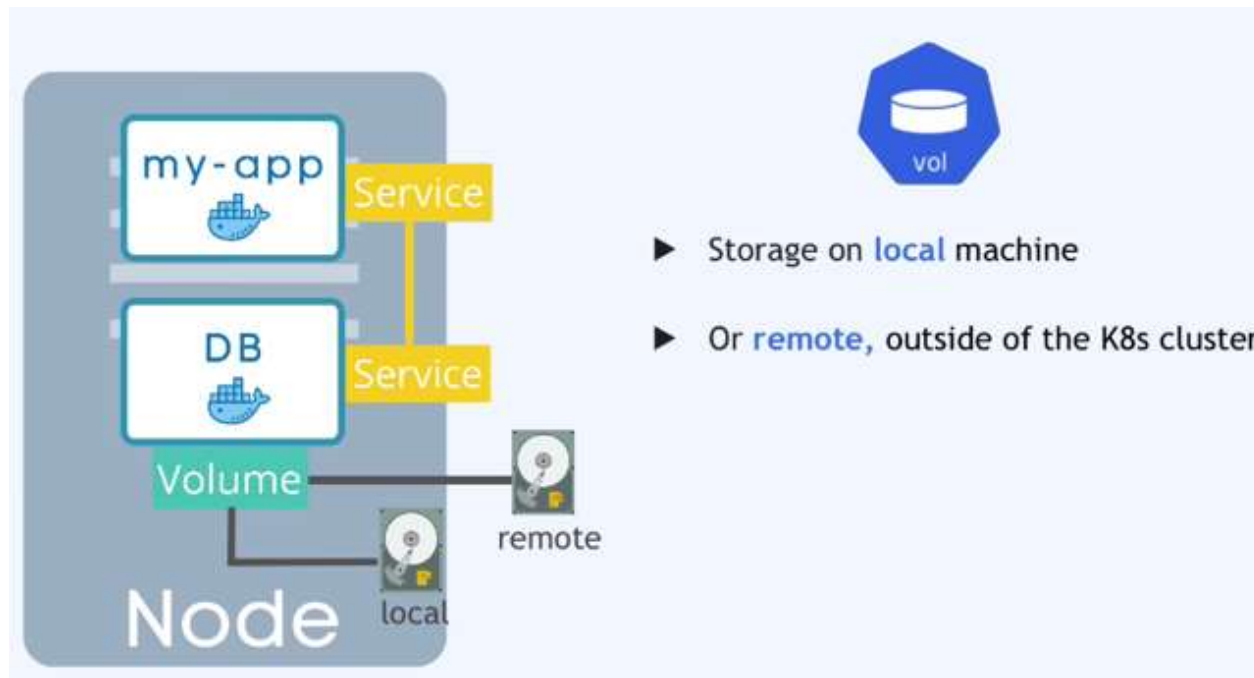 my-app
Service
DB
Service
Volume
remote
local
Node
vol
▶ Storage on local machine
▶ Or remote, outside of the K8s cluster